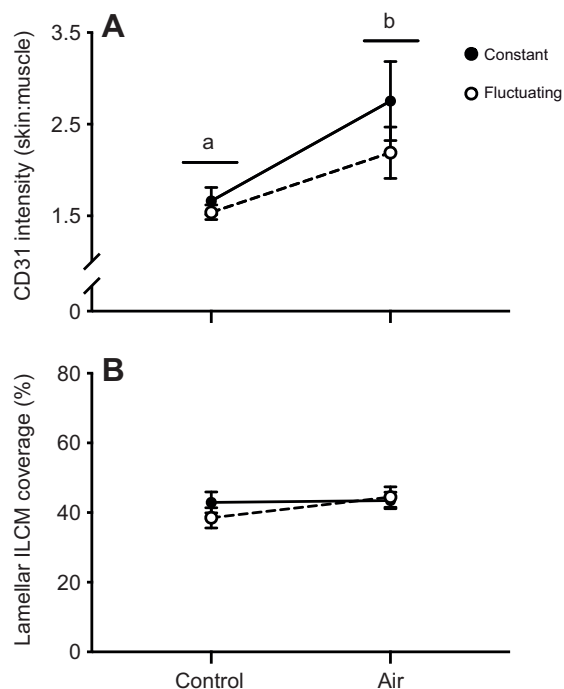 A
3.5
b
Constant
Fluctuating
2.5
a
1.5
0
CD31 intensity (skin:muscle)
B
80
60
40
20
0
Lamellar ILCM coverage (%)
Control
Air